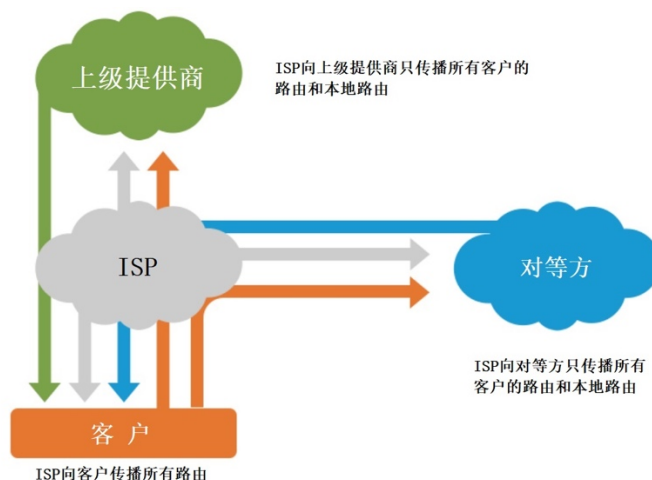 上级提供商
ISP向上级提供商只传播所有客户的
路由和本地路由
ISP
对等方
ISP向对等方只传播所有
客户的路由和本地路由
客 户
ISP向客户传播所有路由